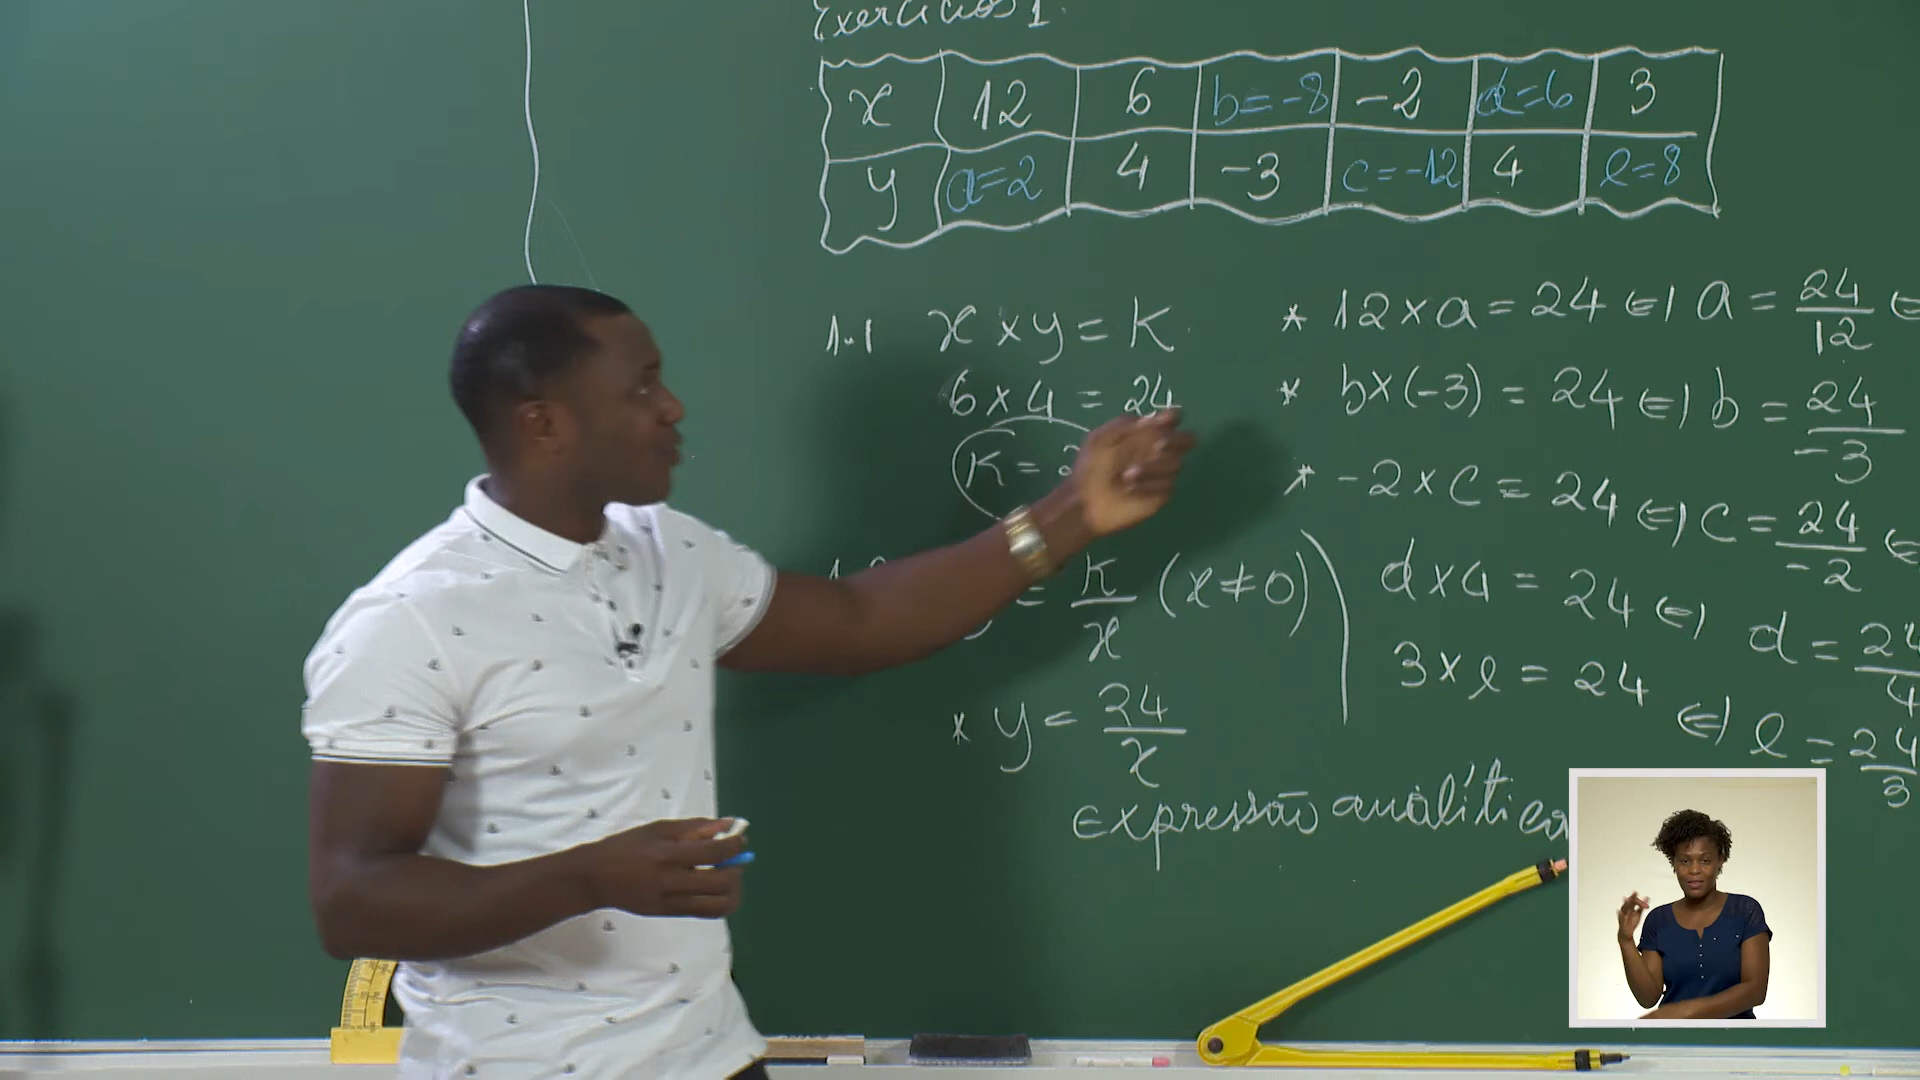 Exercícios 1.
x 12 6 b=-8 -2 d=6 3
y a=2 4 -3 c=-12 4 e=8
1.1 x × y = K
6 × 4 = 24
K = 2
= K/x (x≠0)
* y = 24/x
expressão analítica
* 12 × a = 24 ⇔ a = 24/12 ⇔
* b × (-3) = 24 ⇔ b = 24/-3
* -2 × c = 24 ⇔ c = 24/-2 ⇔
d × 4 = 24 ⇔ d = 24/4
3 × e = 24
⇔ e = 24/3